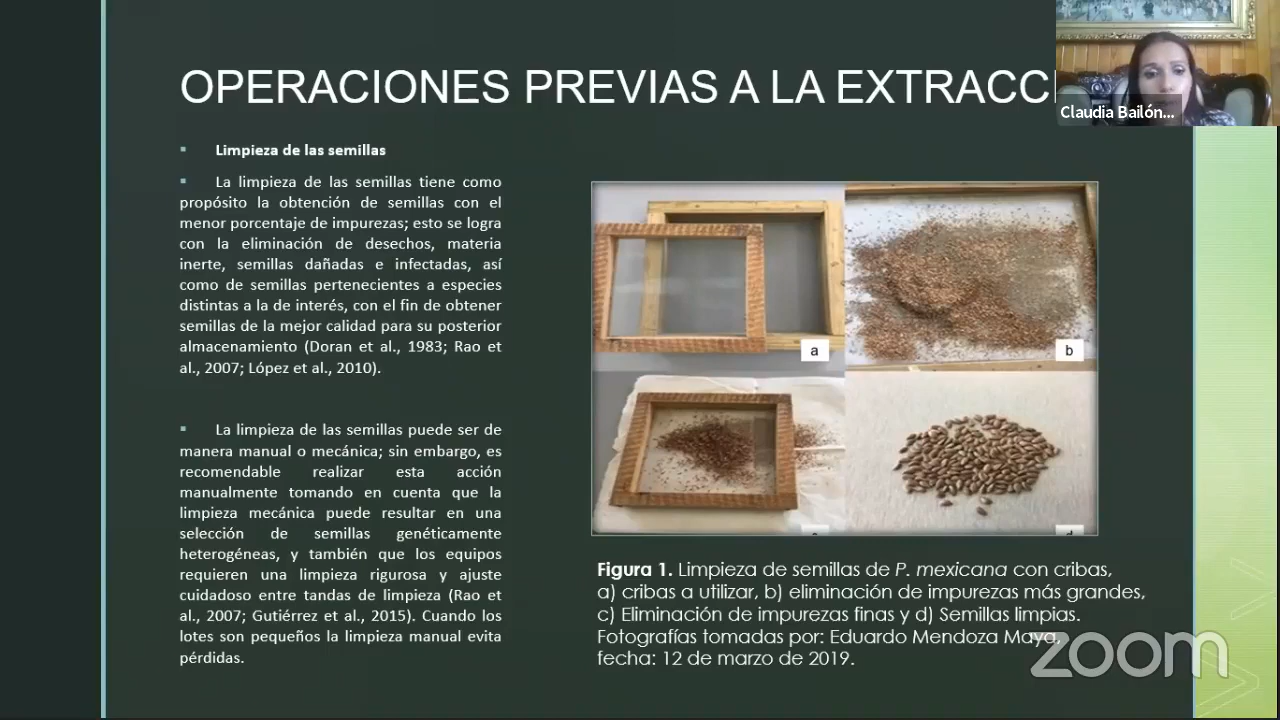 OPERACIONES PREVIAS A LA EXTRACC
Claudia Bailón...
▪ Limpieza de las semillas
▪ La limpieza de las semillas tiene como
propósito la obtención de semillas con el
menor porcentaje de impurezas; esto se logra
con la eliminación de desechos, materia
inerte, semillas dañadas e infectadas, así
como de semillas pertenecientes a especies
distintas a la de interés, con el fin de obtener
semillas de la mejor calidad para su posterior
almacenamiento (Doran et al., 1983; Rao et
al., 2007; López et al., 2010).
▪ La limpieza de las semillas puede ser de
manera manual o mecánica; sin embargo, es
recomendable realizar esta acción
manualmente tomando en cuenta que la
limpieza mecánica puede resultar en una
selección de semillas genéticamente
heterogéneas, y también que los equipos
requieren una limpieza rigurosa y ajuste
cuidadoso entre tandas de limpieza (Rao et
al., 2007; Gutiérrez et al., 2015). Cuando los
lotes son pequeños la limpieza manual evita
pérdidas.
a
b
Figura 1. Limpieza de semillas de P. mexicana con cribas,
a) cribas a utilizar, b) eliminación de impurezas más grandes,
c) Eliminación de impurezas finas y d) Semillas limpias.
Fotografías tomadas por: Eduardo Mendoza Maya,
fecha: 12 de marzo de 2019.
zoom